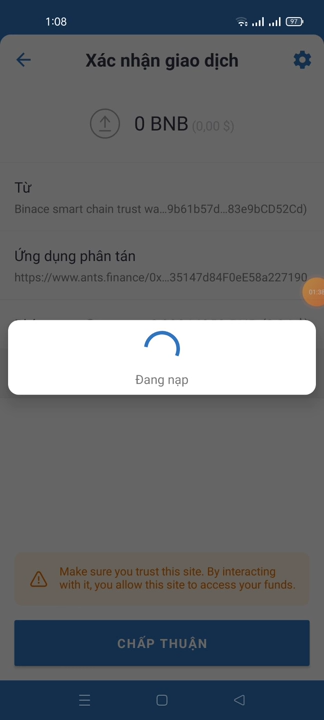 1:08
97
Xác nhận giao dịch
0 BNB (0,00 $)
Từ
Binace smart chain trust wa...9b61b57d...83e9bCD52Cd)
Ứng dụng phân tán
https://www.ants.finance/0x...35147d84F0eE58a227190
Đang nạp
Make sure you trust this site. By interacting
with it, you allow this site to access your funds.
CHẤP THUẬN